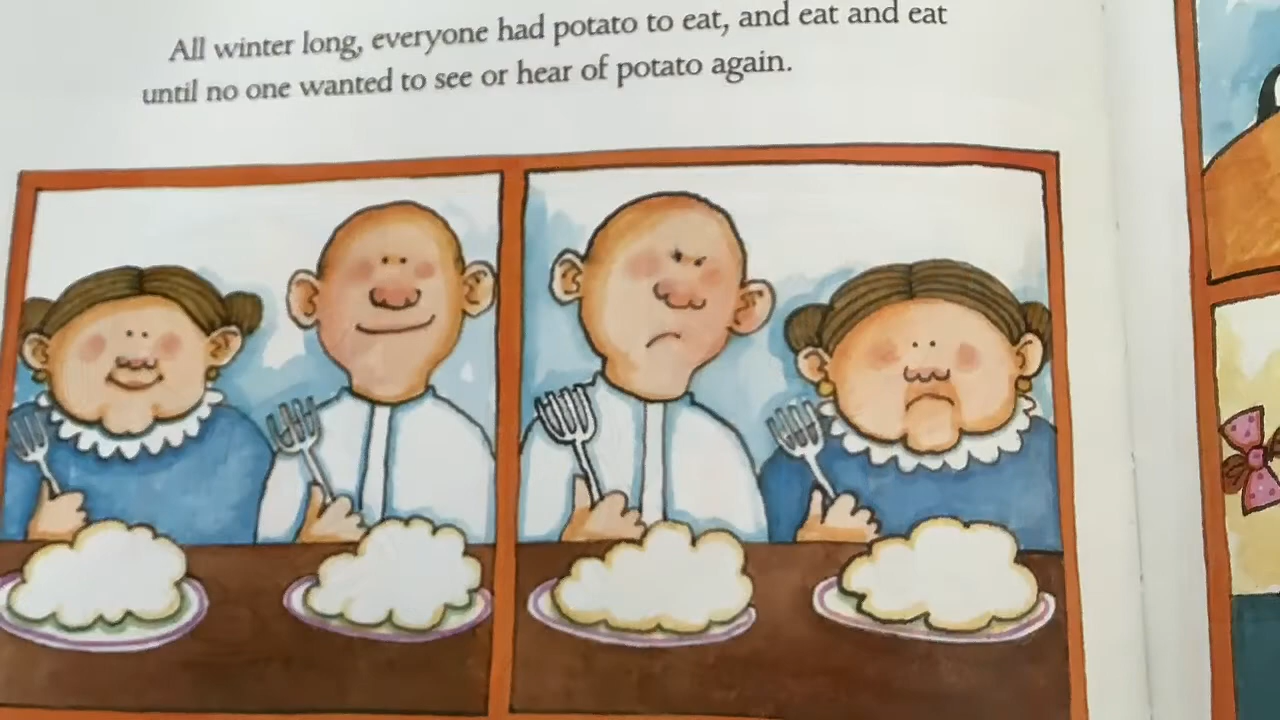 All winter long, everyone had potato to eat, and eat and eat
until no one wanted to see or hear of potato again.